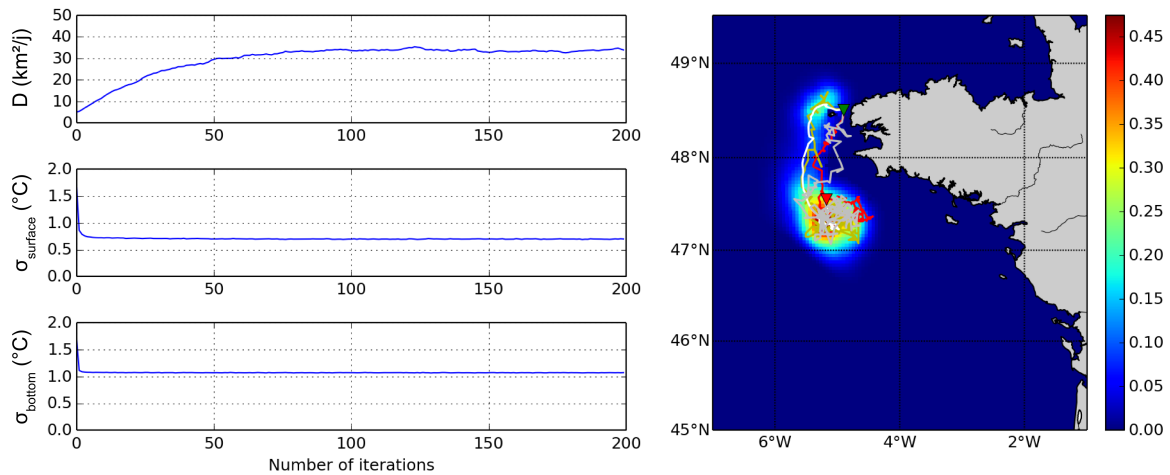 50
40
30
20
10
0
D (km²/j)
0 50 100 150 200
2.0
1.5
1.0
0.5
0.0
σsurface (°C)
0 50 100 150 200
2.0
1.5
1.0
0.5
0.0
σbottom (°C)
0 50 100 150 200
Number of iterations
49°N
48°N
47°N
46°N
45°N
6°W 4°W 2°W
0.45
0.40
0.35
0.30
0.25
0.20
0.15
0.10
0.05
0.00